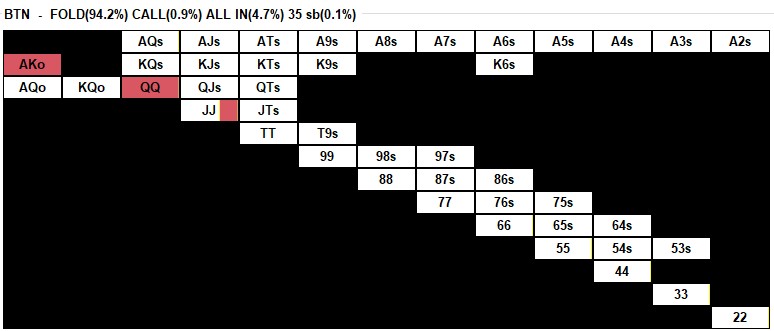 BTN - FOLD(94.2%) CALL(0.9%) ALL IN(4.7%) 35 sb(0.1%)
AQs AJs ATs A9s A8s A7s A6s A5s A4s A3s A2s
AKo KQs KJs KTs K9s K6s
AQo KQo QQ QJs QTs
JJ JTs
TT T9s
99 98s 97s
88 87s 86s
77 76s 75s
66 65s 64s
55 54s 53s
44
33
22